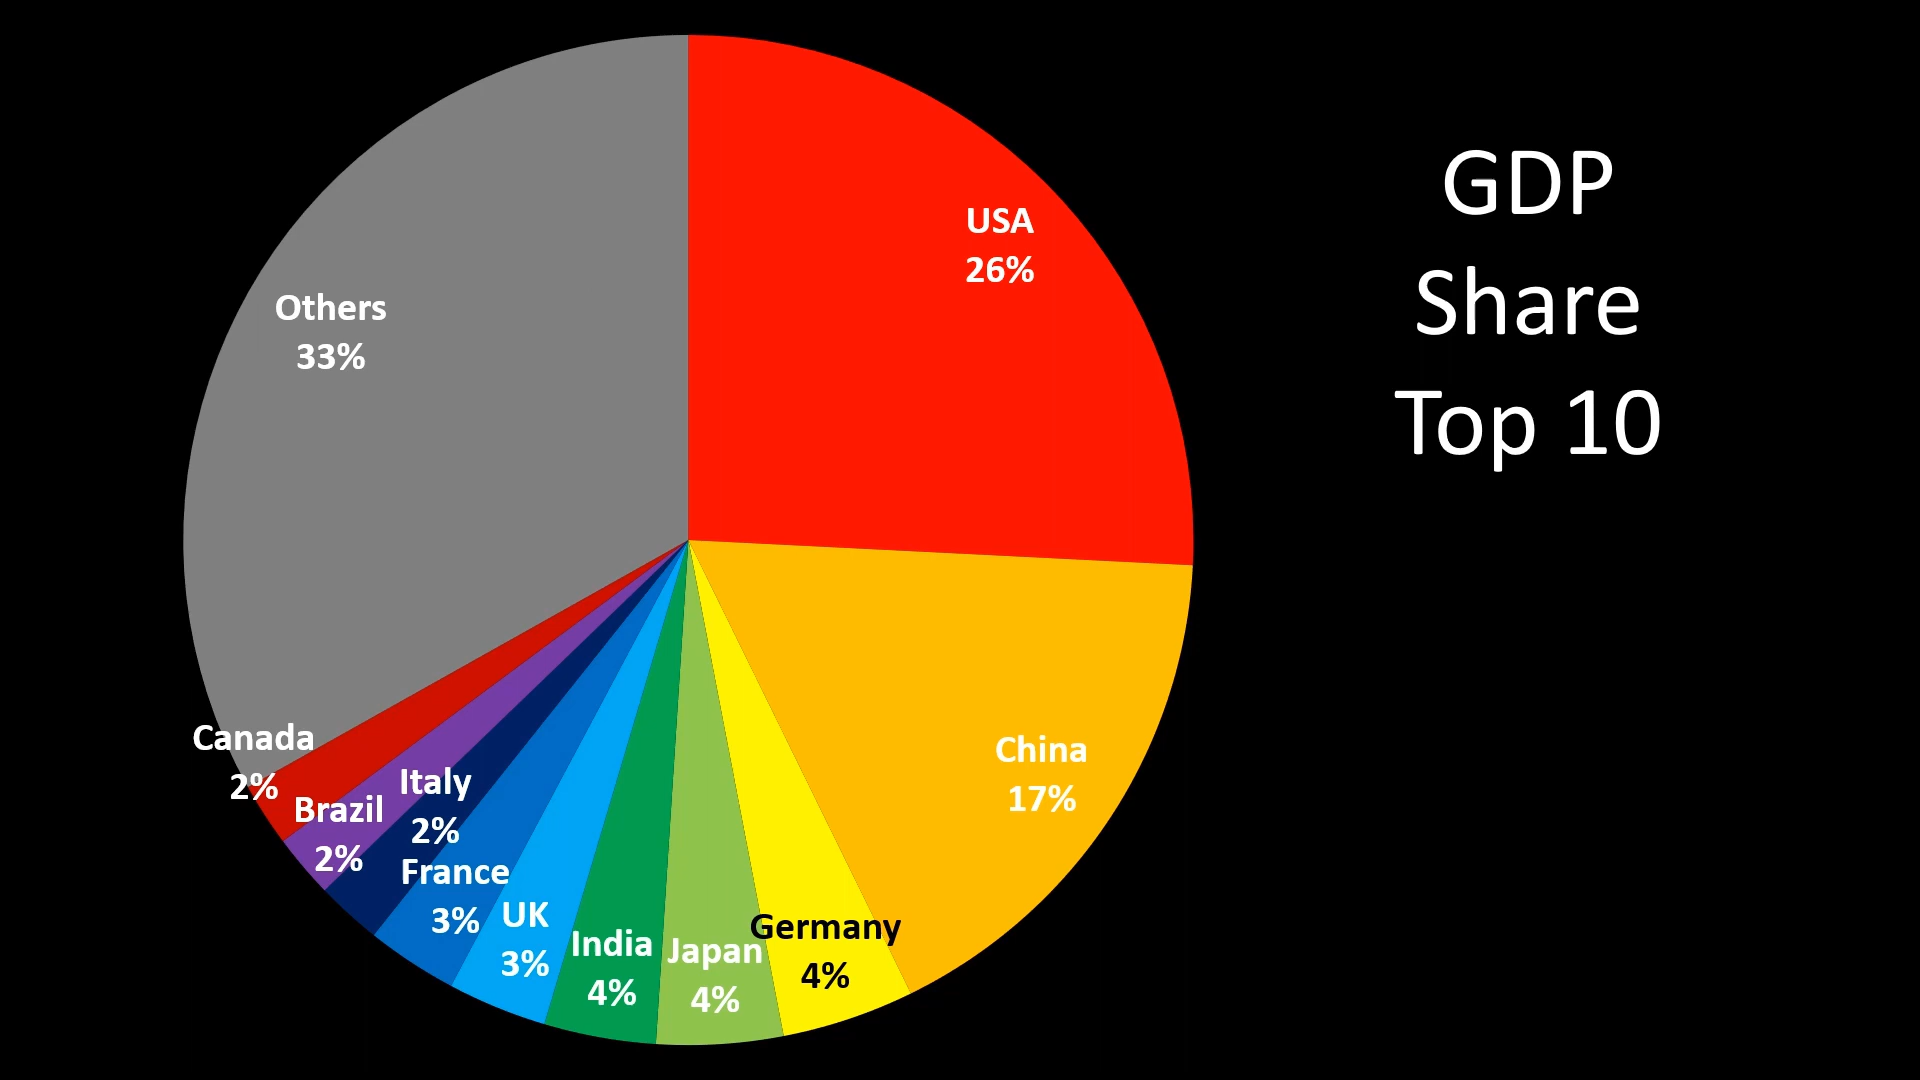 GDP
Share
Top 10
USA
26%
China
17%
Germany
4%
Japan
4%
India
4%
UK
3%
France
3%
Italy
2%
Brazil
2%
Canada
2%
Others
33%